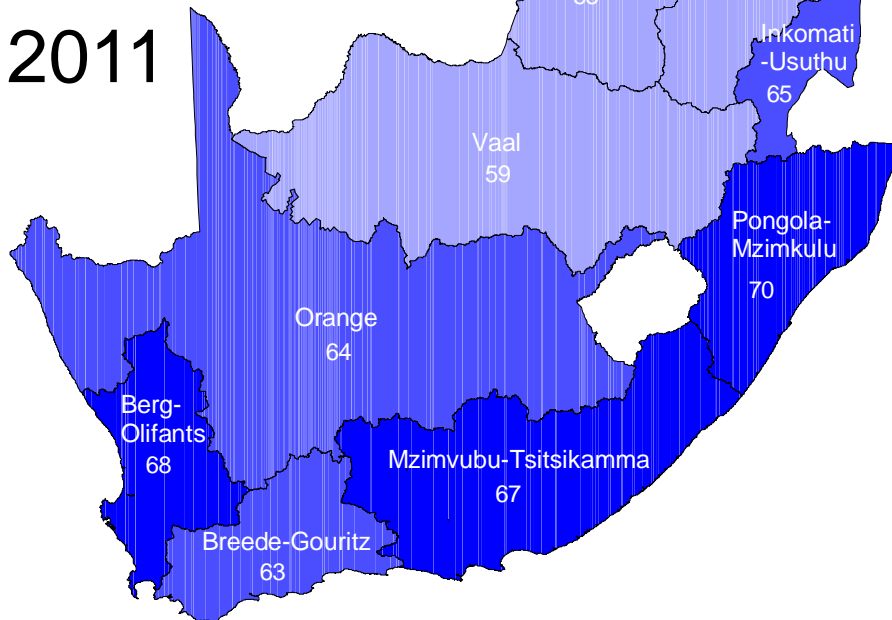 2011
Inkomati
-Usuthu
65
Vaal
59
Pongola-
Mzimkulu
70
Orange
64
Berg-
Olifants
68
Mzimvubu-Tsitsikamma
67
Breede-Gouritz
63